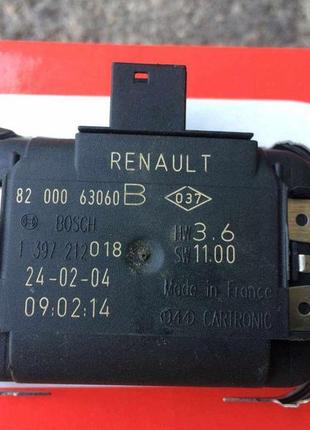 RENAULT
82 000 63060 B 037
BOSCH HW 3.6
1 397 212 018 SW 11.00
24-02-04 Made in France
09:02:14 044 CARTRONIC